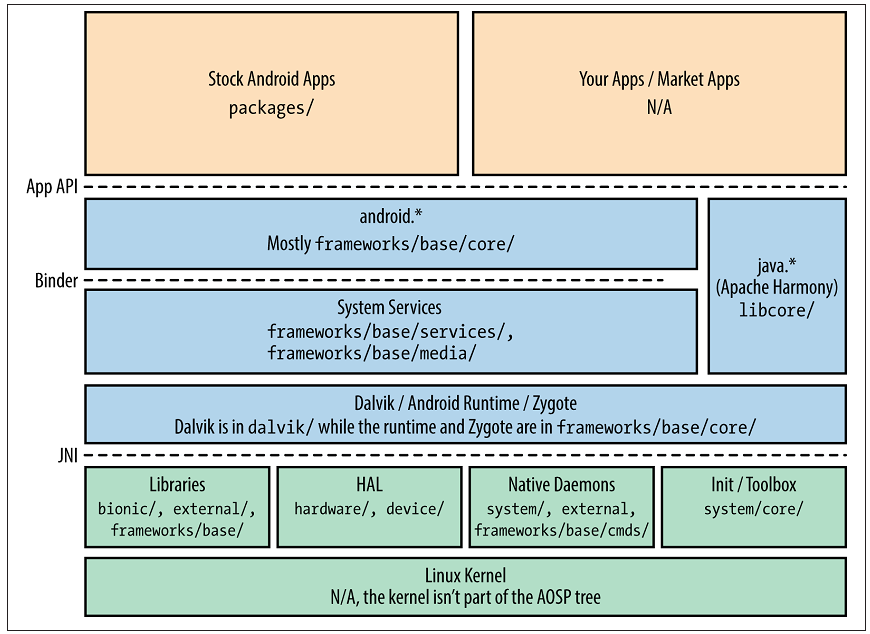 Stock Android Apps
packages/
Your Apps / Market Apps
N/A
App API
android.*
Mostly frameworks/base/core/
java.*
(Apache Harmony)
libcore/
Binder
System Services
frameworks/base/services/,
frameworks/base/media/
Dalvik / Android Runtime / Zygote
Dalvik is in dalvik/ while the runtime and Zygote are in frameworks/base/core/
JNI
Libraries
bionic/, external/,
frameworks/base/
HAL
hardware/, device/
Native Daemons
system/, external,
frameworks/base/cmds/
Init / Toolbox
system/core/
Linux Kernel
N/A, the kernel isn’t part of the AOSP tree